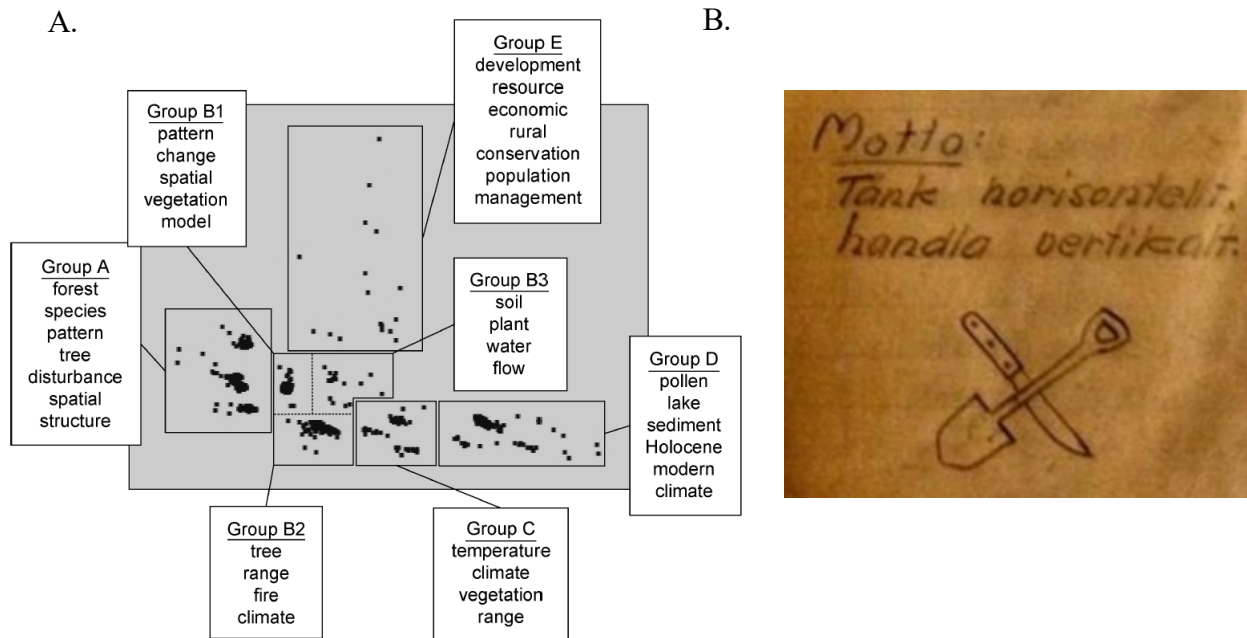 A.
B.
Group E
development
resource
economic
rural
conservation
population
management
Group B1
pattern
change
spatial
vegetation
model
Group A
forest
species
pattern
tree
disturbance
spatial
structure
Group B3
soil
plant
water
flow
Group D
pollen
lake
sediment
Holocene
modern
climate
Group B2
tree
range
fire
climate
Group C
temperature
climate
vegetation
range
Motto:
Tank horisontellt,
handla vertikalt.